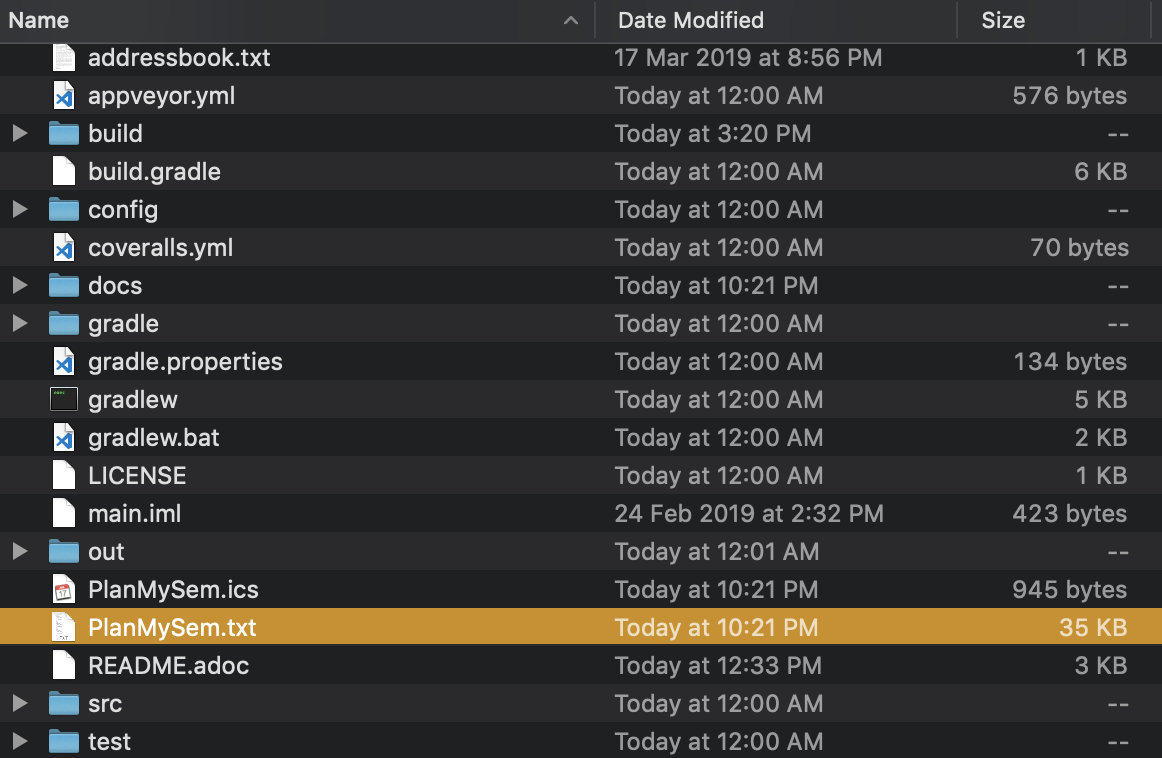 Name Date Modified Size
addressbook.txt 17 Mar 2019 at 8:56 PM 1 KB
appveyor.yml Today at 12:00 AM 576 bytes
build Today at 3:20 PM --
build.gradle Today at 12:00 AM 6 KB
config Today at 12:00 AM --
coveralls.yml Today at 12:00 AM 70 bytes
docs Today at 10:21 PM --
gradle Today at 12:00 AM --
gradle.properties Today at 12:00 AM 134 bytes
gradlew Today at 12:00 AM 5 KB
gradlew.bat Today at 12:00 AM 2 KB
LICENSE Today at 12:00 AM 1 KB
main.iml 24 Feb 2019 at 2:32 PM 423 bytes
out Today at 12:01 AM --
PlanMySem.ics Today at 10:21 PM 945 bytes
PlanMySem.txt Today at 10:21 PM 35 KB
README.adoc Today at 12:33 PM 3 KB
src Today at 12:00 AM --
test Today at 12:00 AM --